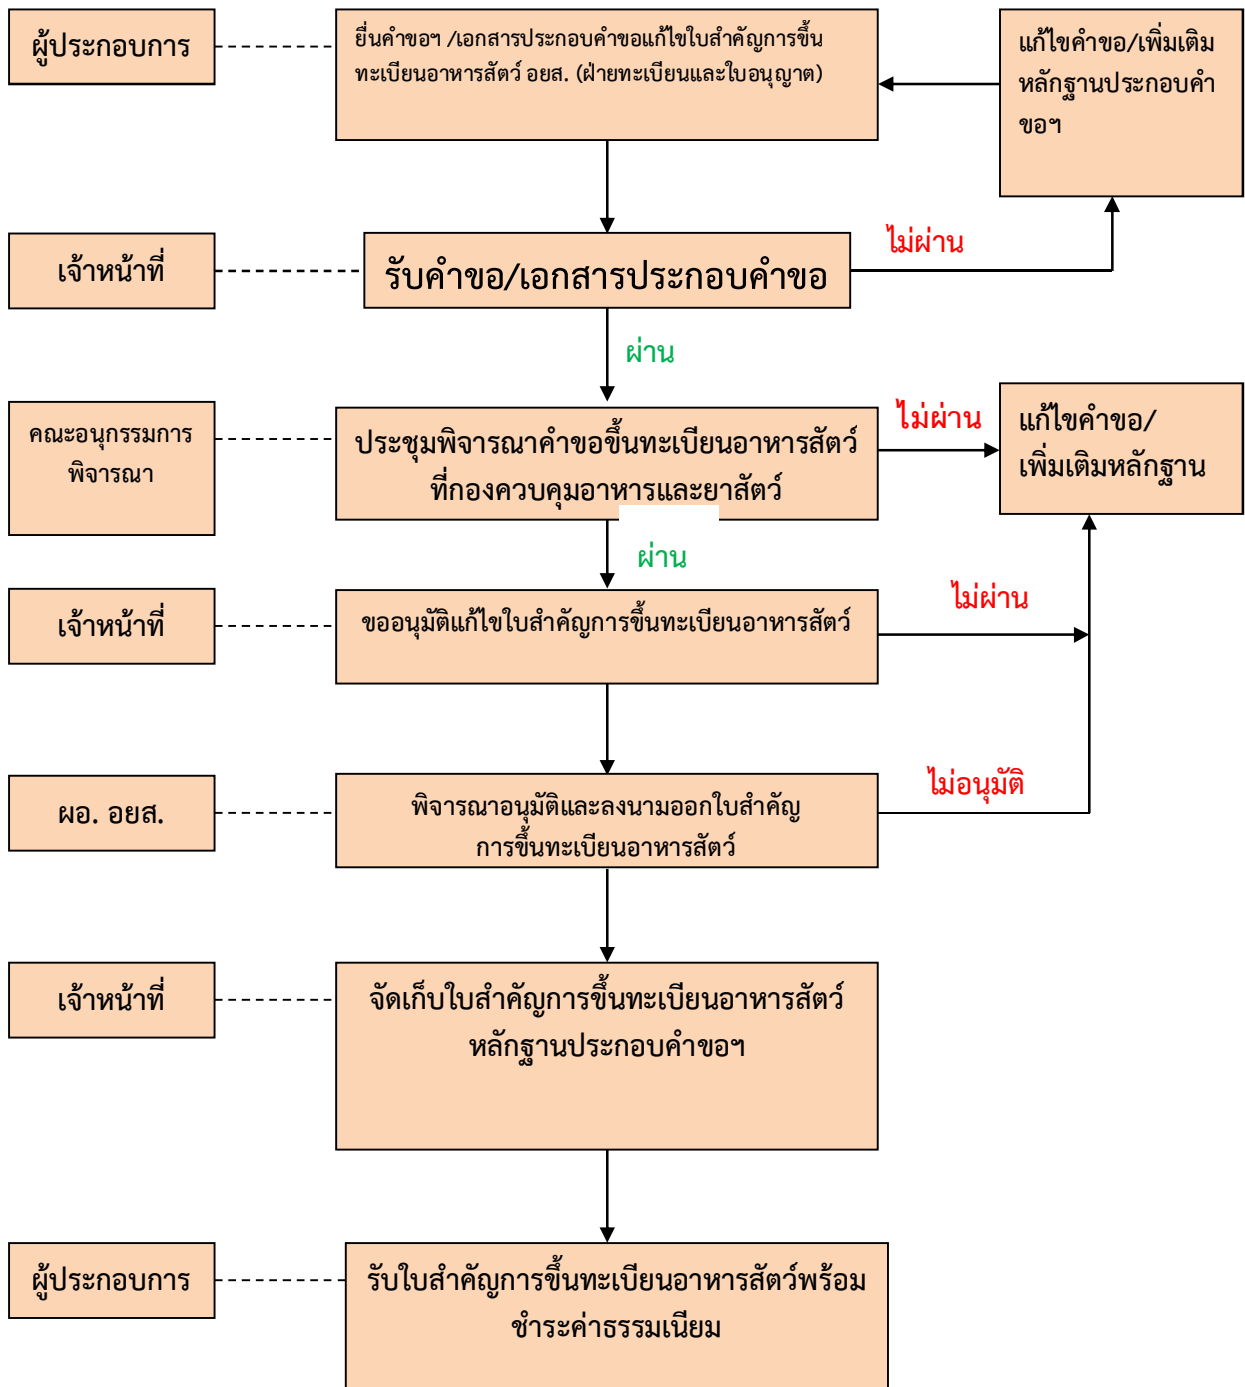 ผู้ประกอบการ
ยื่นคำขอฯ /เอกสารประกอบคำขอแก้ไขใบสำคัญการขึ้น
ทะเบียนอาหารสัตว์ อยส. (ฝ่ายทะเบียนและใบอนุญาต)
แก้ไขคำขอ/เพิ่มเติม
หลักฐานประกอบคำ
ขอฯ
เจ้าหน้าที่
รับคำขอ/เอกสารประกอบคำขอ
ไม่ผ่าน
ผ่าน
คณะอนุกรรมการ
พิจารณา
ประชุมพิจารณาคำขอขึ้นทะเบียนอาหารสัตว์
ที่กองควบคุมอาหารและยาสัตว์
ไม่ผ่าน
แก้ไขคำขอ/
เพิ่มเติมหลักฐาน
ผ่าน
เจ้าหน้าที่
ขออนุมัติแก้ไขใบสำคัญการขึ้นทะเบียนอาหารสัตว์
ไม่ผ่าน
ผอ. อยส.
พิจารณาอนุมัติและลงนามออกใบสำคัญ
การขึ้นทะเบียนอาหารสัตว์
ไม่อนุมัติ
เจ้าหน้าที่
จัดเก็บใบสำคัญการขึ้นทะเบียนอาหารสัตว์
หลักฐานประกอบคำขอฯ
ผู้ประกอบการ
รับใบสำคัญการขึ้นทะเบียนอาหารสัตว์พร้อม
ชำระค่าธรรมเนียม